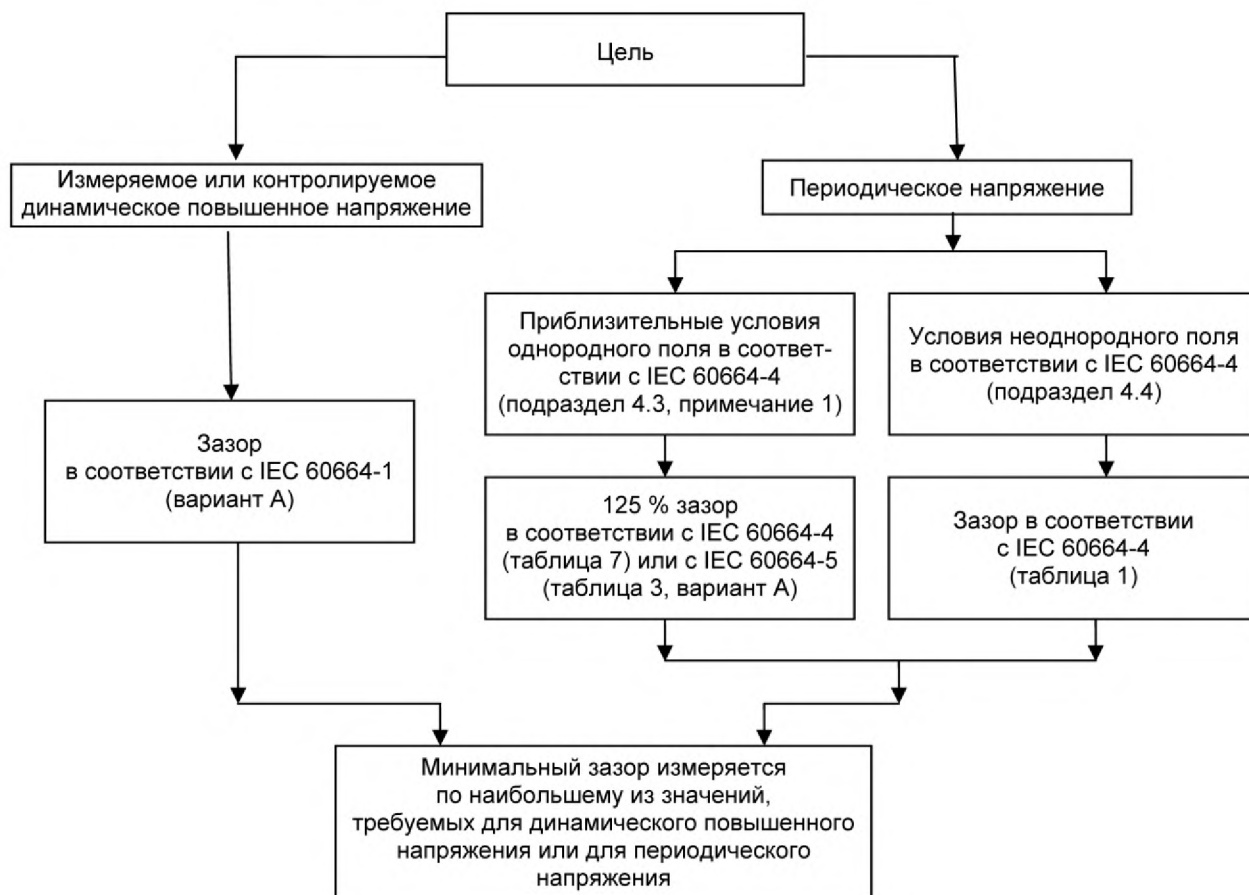 Цель
Измеряемое или контролируемое
динамическое повышенное напряжение
Периодическое напряжение
Приблизительные условия
однородного поля в соответ-
ствии с IEC 60664-4
(подраздел 4.3, примечание 1)
Условия неоднородного поля
в соответствии с IEC 60664-4
(подраздел 4.4)
Зазор
в соответствии с IEC 60664-1
(вариант А)
125 % зазор
в соответствии с IEC 60664-4
(таблица 7) или с IEC 60664-5
(таблица 3, вариант А)
Зазор в соответствии
с IEC 60664-4
(таблица 1)
Минимальный зазор измеряется
по наибольшему из значений,
требуемых для динамического повышенного
напряжения или для периодического
напряжения